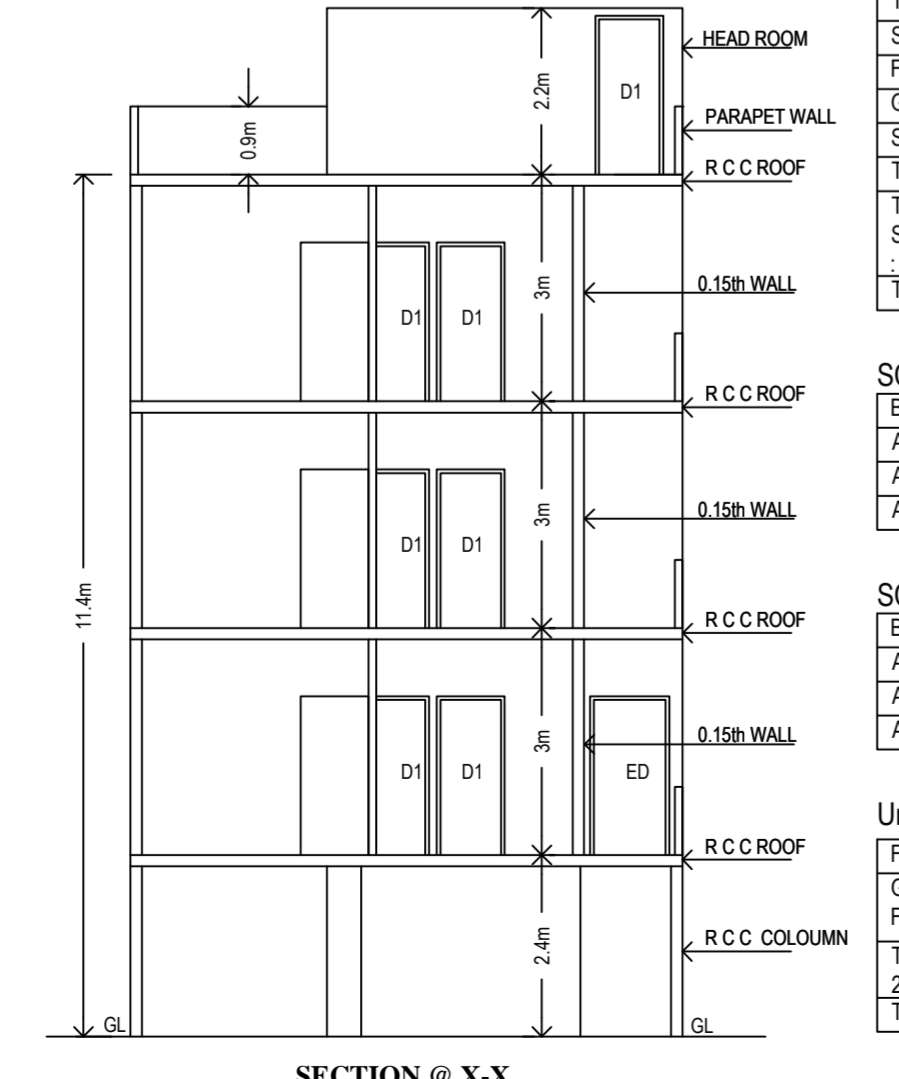 HEAD ROOM
2.2m
D1
PARAPET WALL
0.9m
R C C ROOF
3m
0.15th WALL
D1 D1
R C C ROOF
3m
0.15th WALL
D1 D1
11.4m
R C C ROOF
3m
0.15th WALL
D1 D1 ED
R C C ROOF
2.4m
R C C COLOUMN
GL GL
SECTION @ X-X